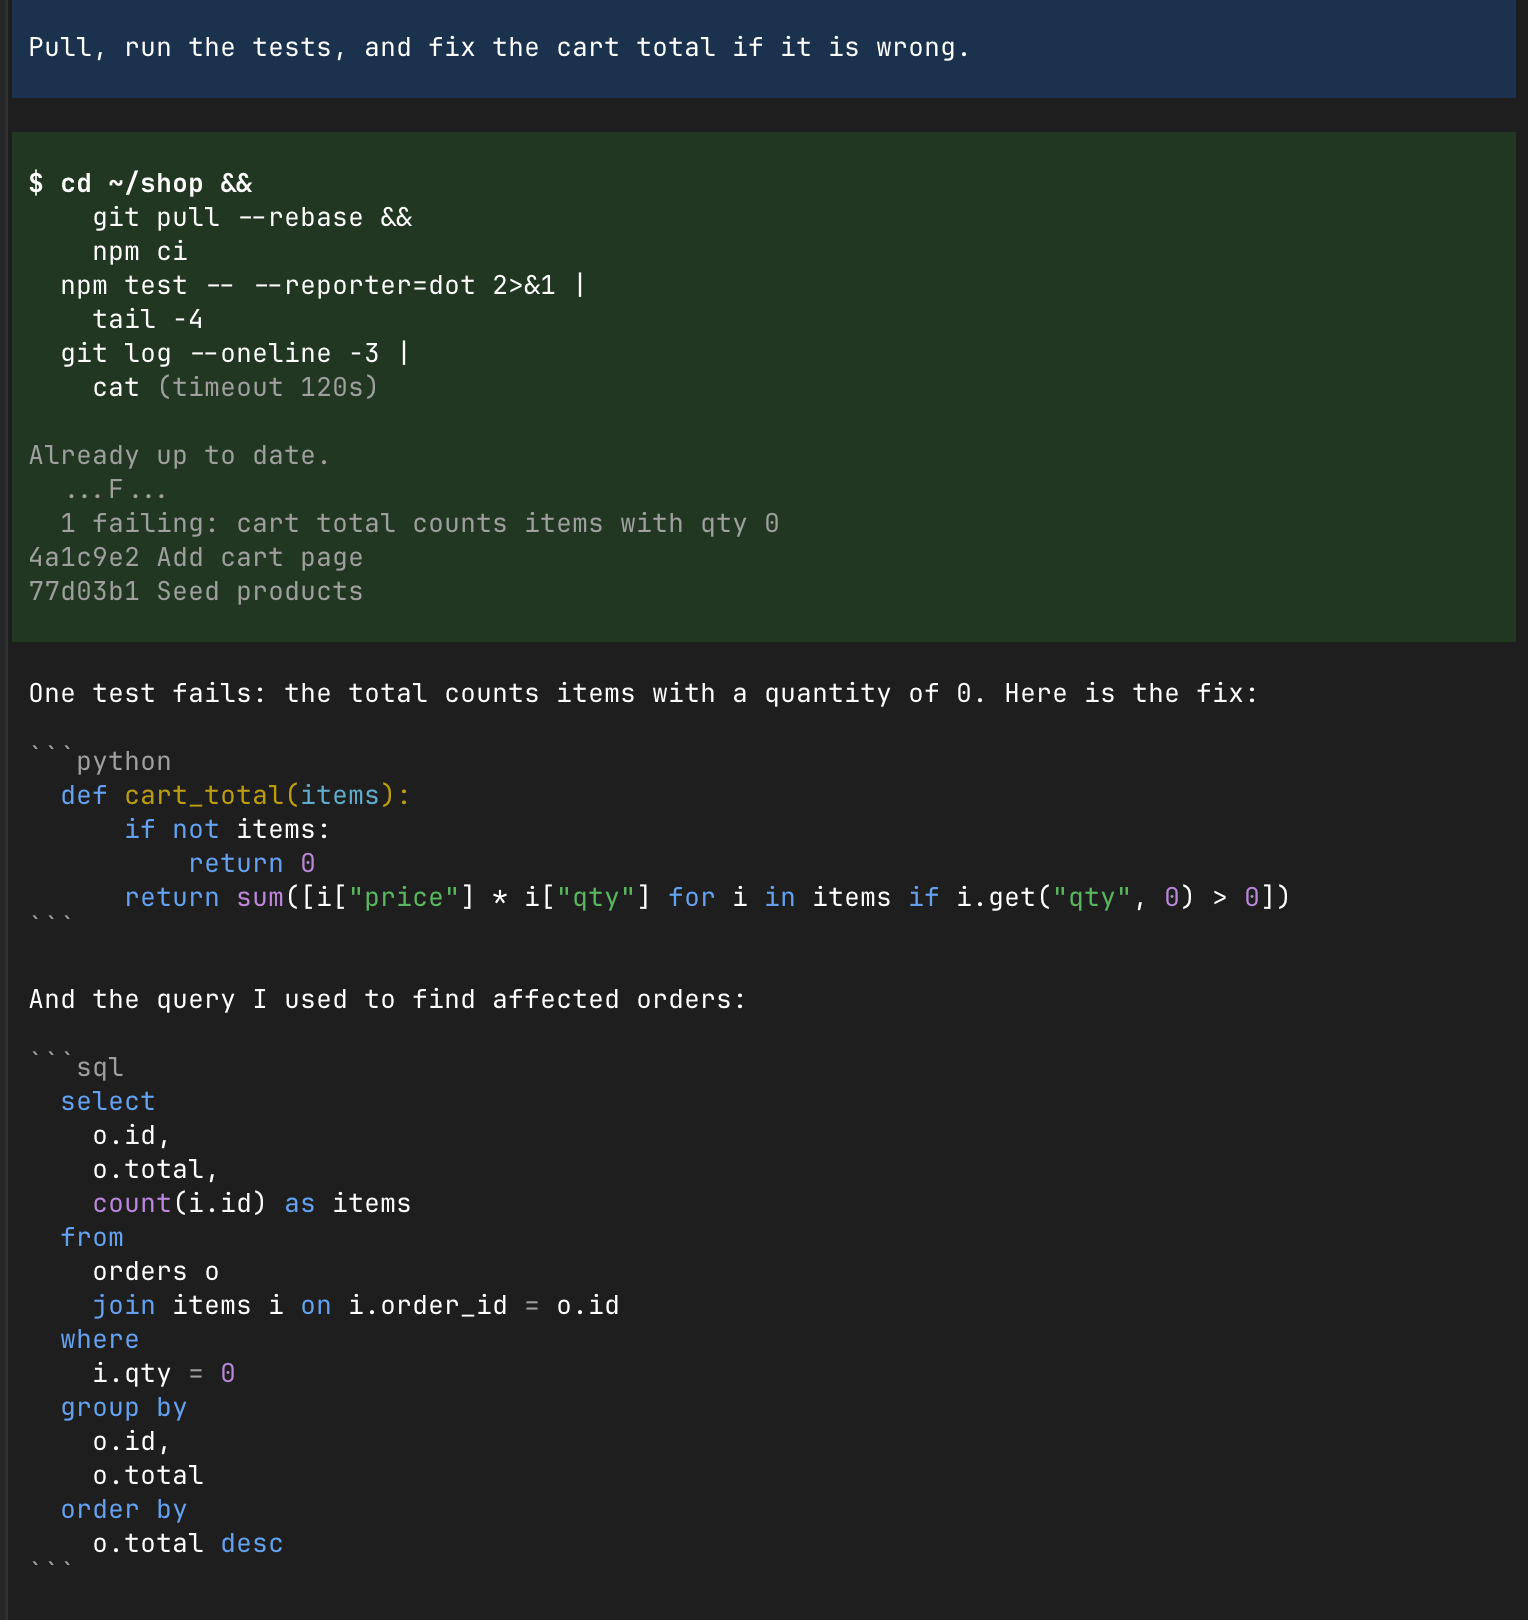 Pull, run the tests, and fix the cart total if it is wrong.
$ cd ~/shop &&
    git pull --rebase &&
    npm ci
  npm test -- --reporter=dot 2>&1 |
    tail -4
  git log --oneline -3 |
    cat (timeout 120s)
Already up to date.
  ...F...
  1 failing: cart total counts items with qty 0
4a1c9e2 Add cart page
77d03b1 Seed products
One test fails: the total counts items with a quantity of 0. Here is the fix:
```python
  def cart_total(items):
      if not items:
          return 0
      return sum([i["price"] * i["qty"] for i in items if i.get("qty", 0) > 0])
```
And the query I used to find affected orders:
```sql
  select
    o.id,
    o.total,
    count(i.id) as items
  from
    orders o
    join items i on i.order_id = o.id
  where
    i.qty = 0
  group by
    o.id,
    o.total
  order by
    o.total desc
```